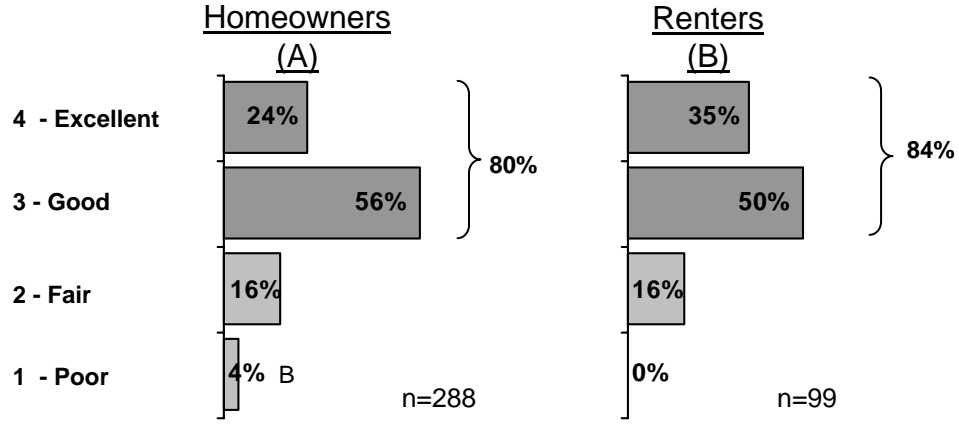 Homeowners
(A)
Renters
(B)
4 - Excellent
24%
80%
35%
84%
3 - Good
56%
50%
2 - Fair
16%
16%
1 - Poor
4% B
n=288
0%
n=99